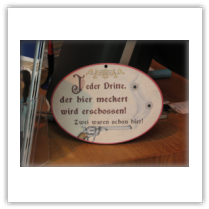 Jeder Dritte,
der hier meckert
wird erschossen!
Zwei waren schon hier!